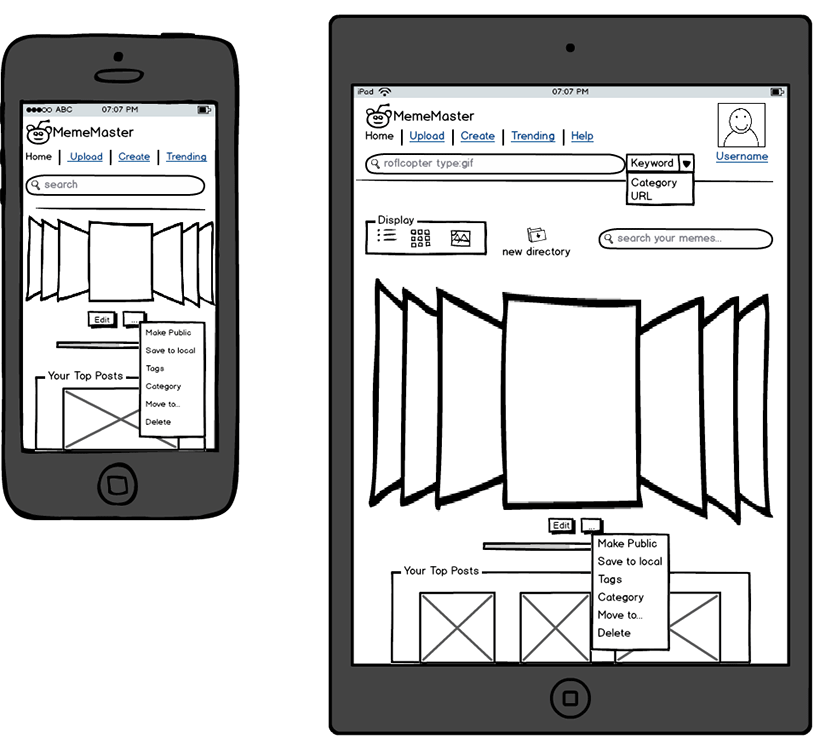 ABC 07:07 PM
MemeMaster
Home Upload Create Trending
search
Edit ...
Make Public
Save to local
Tags
Category
Move to...
Delete
Your Top Posts
iPad 07:07 PM
MemeMaster
Home Upload Create Trending Help
Username
roflcopter type:gif Keyword
Category
URL
Display
new directory
search your memes...
Edit ...
Make Public
Save to local
Tags
Category
Move to...
Delete
Your Top Posts